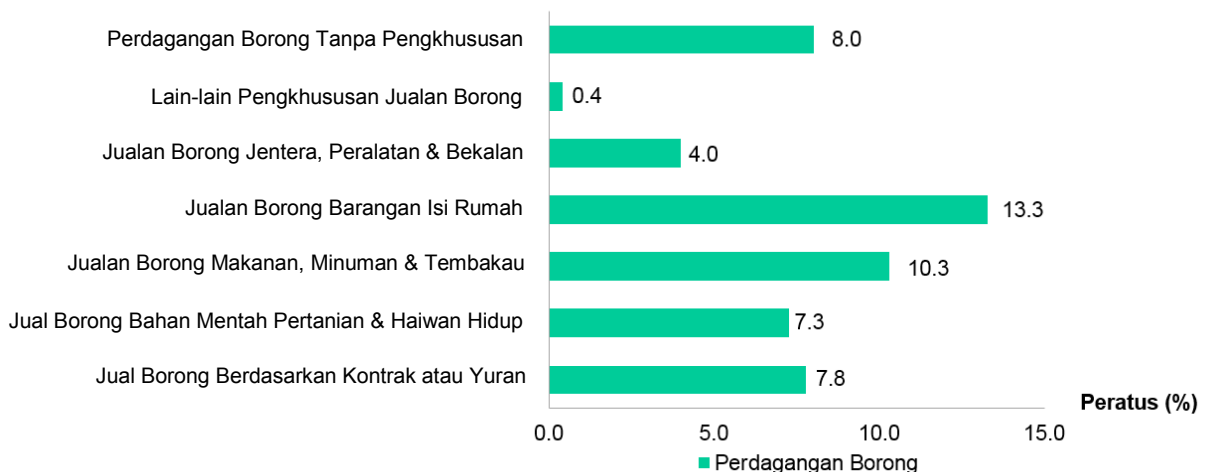 Perdagangan Borong Tanpa Pengkhususan 8.0
Lain-lain Pengkhususan Jualan Borong 0.4
Jualan Borong Jentera, Peralatan & Bekalan 4.0
Jualan Borong Barangan Isi Rumah 13.3
Jualan Borong Makanan, Minuman & Tembakau 10.3
Jual Borong Bahan Mentah Pertanian & Haiwan Hidup 7.3
Jual Borong Berdasarkan Kontrak atau Yuran 7.8
Peratus (%)
0.0 5.0 10.0 15.0
Perdagangan Borong